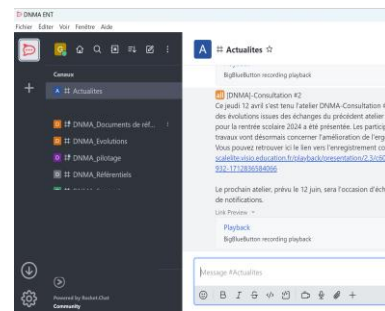 DNMA ENT
Fichier Éditer Voir Fenêtre Aide
Canaux
Actualites
DNMA_Documents de réf...
DNMA_Evolutions
DNMA_pilotage
DNMA_Référentiels
Powered by Rocket.Chat
Community
A Actualites
BigBlueButton recording playback
[DNMA]-Consultation #2
Ce jeudi 12 avril s'est tenu l'atelier DNMA-Consultation
des évolutions issues des échanges du précédent atelier
pour la rentrée scolaire 2024 a été présentée. Les particip
travaux vont désormais concerner l'amélioration de l'erg
Vous pouvez retrouver ici le lien vers l'enregistrement co
scalelite.visio.education.fr/playback/presentation/2.3/c60
932-1712836584066
Le prochain atelier, prévu le 12 juin, sera l'occasion d'éch
de notifications.
Link Preview
Playback
BigBlueButton recording playback
Message #Actualites